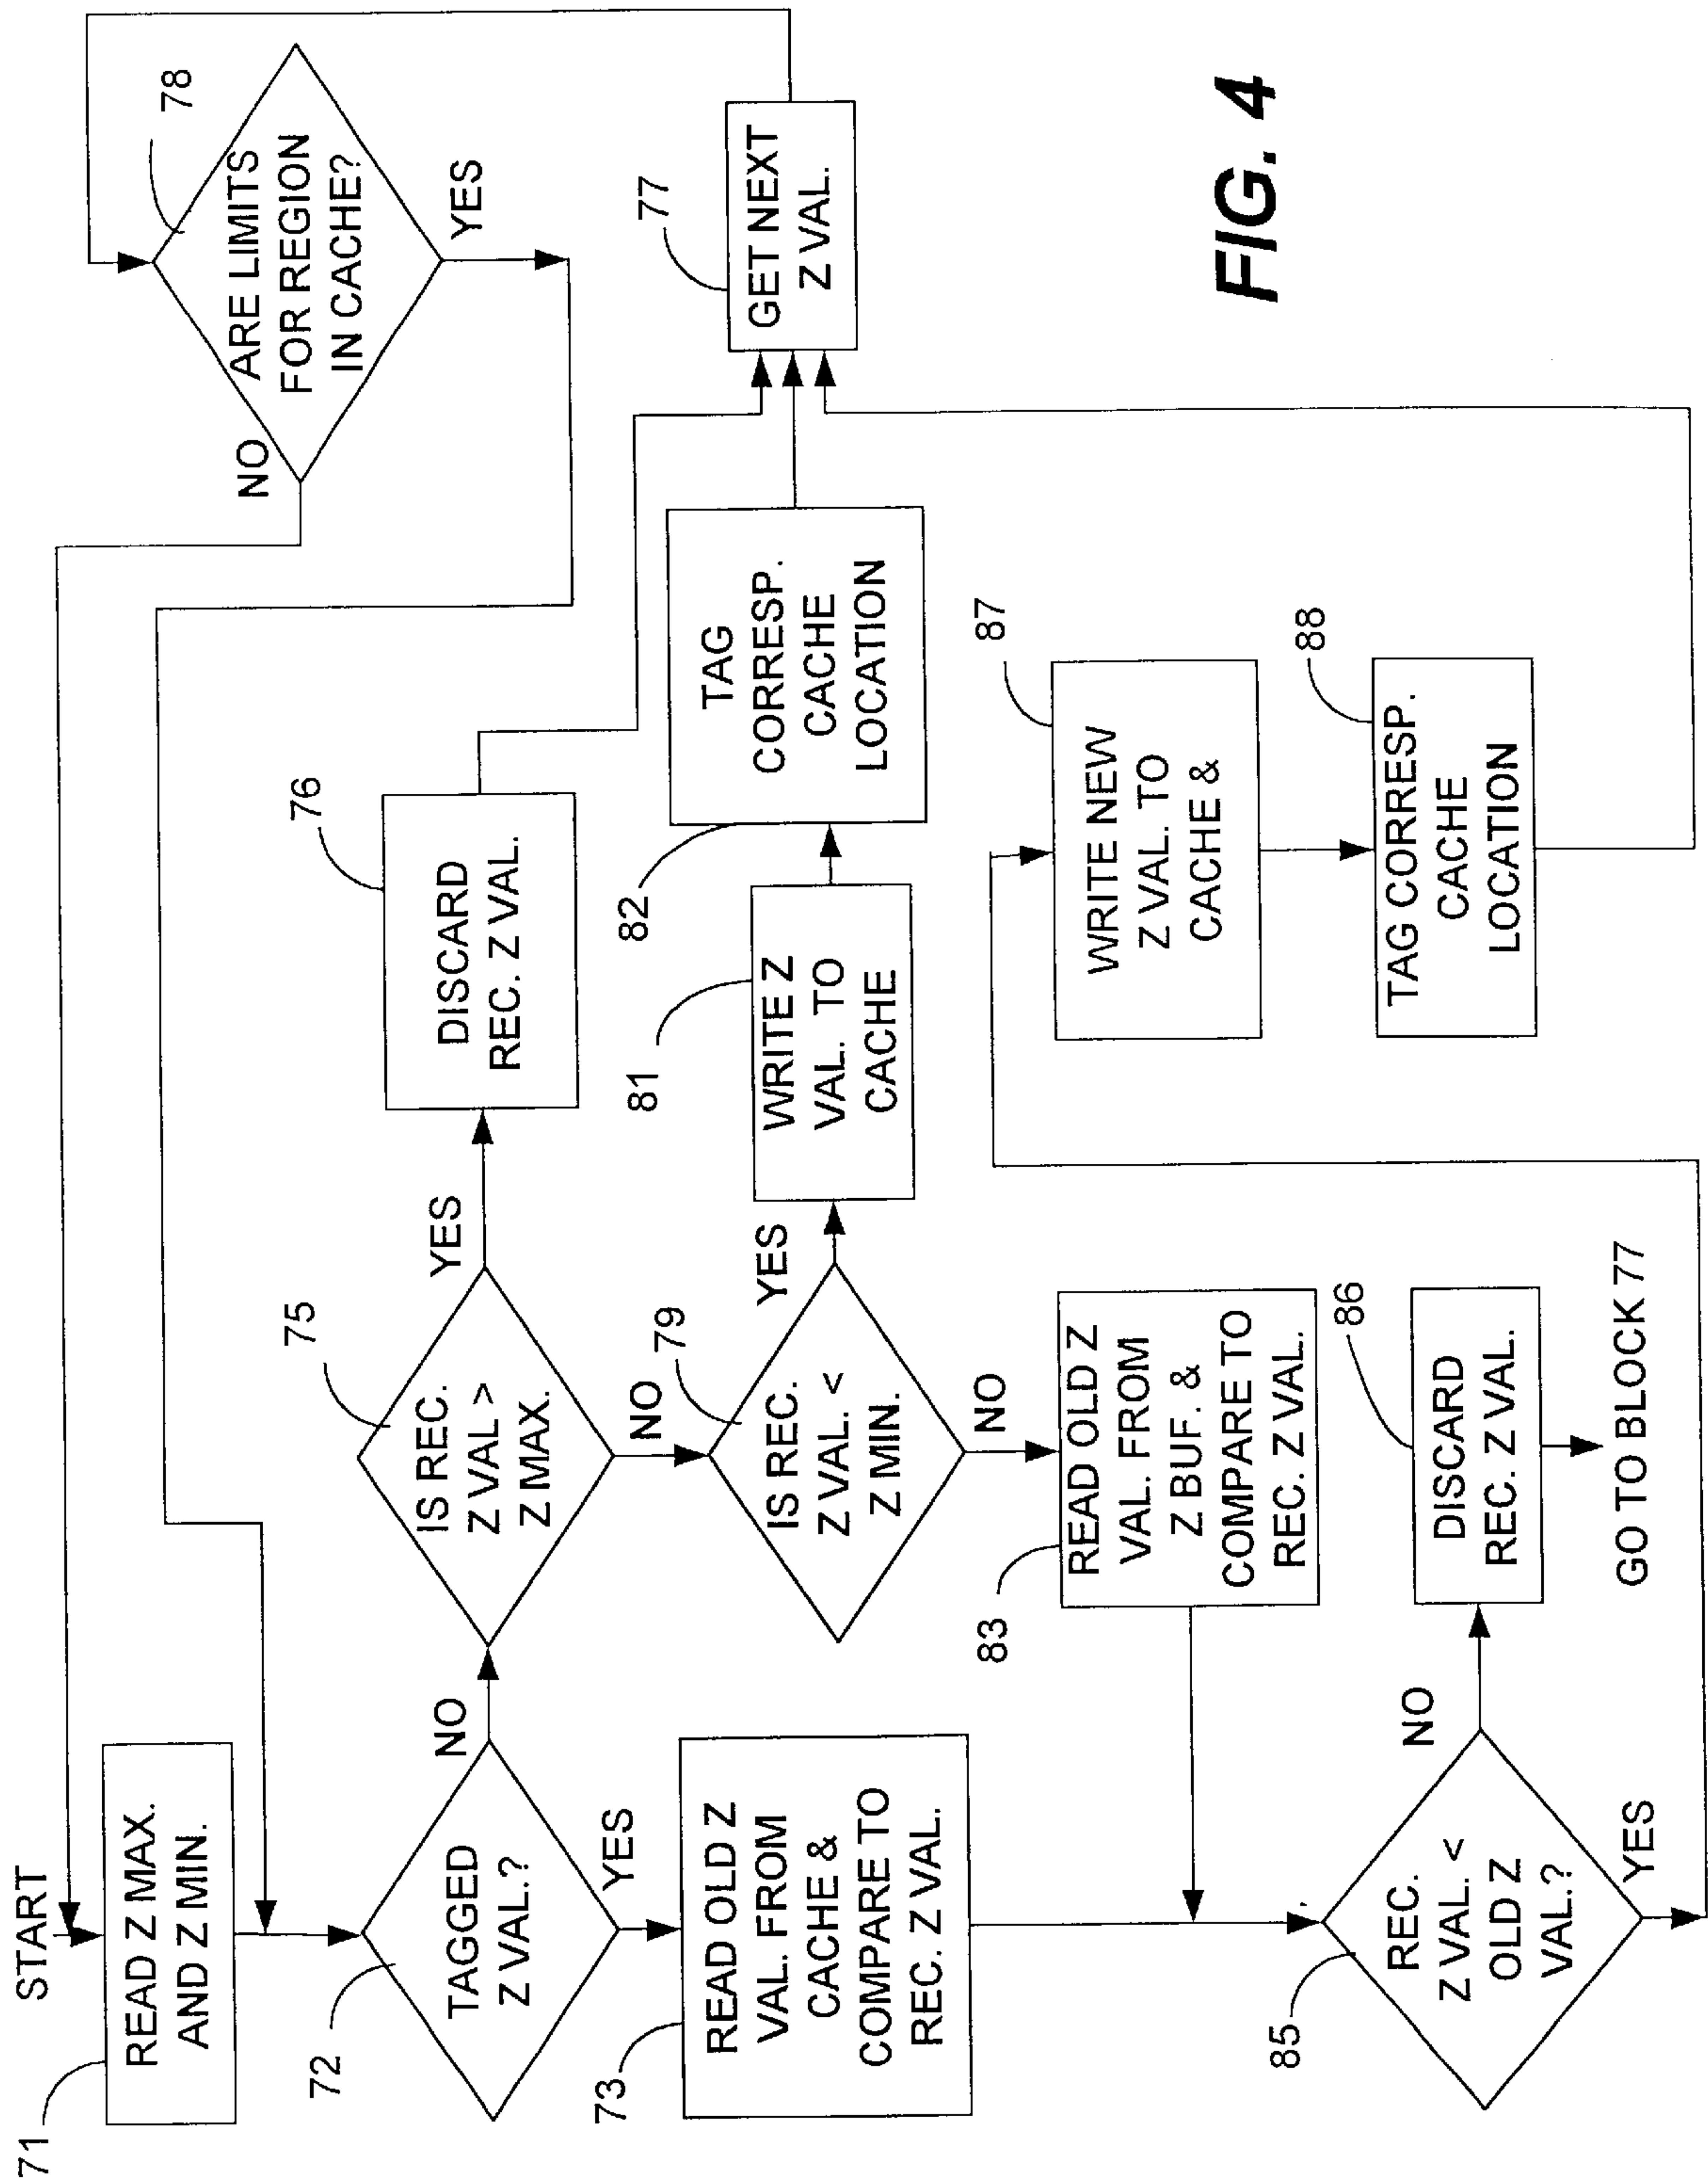 START
71
READ Z MAX.
AND Z MIN.
78
ARE LIMITS
FOR REGION
IN CACHE?
NO
YES
72
TAGGED
Z VAL.?
NO
YES
75
IS REC.
Z VAL >
Z MAX.
YES
NO
76
DISCARD
REC. Z VAL.
77
GET NEXT
Z VAL.
73
READ OLD Z
VAL. FROM
CACHE &
COMPARE TO
REC. Z VAL.
79
IS REC.
Z VAL. <
Z MIN.
YES
NO
81
WRITE Z
VAL. TO
CACHE
82
TAG
CORRESP.
CACHE
LOCATION
83
READ OLD Z
VAL. FROM
Z BUF. &
COMPARE TO
REC. Z VAL.
87
WRITE NEW
Z VAL. TO
CACHE &
88
TAG CORRESP.
CACHE
LOCATION
85
REC.
Z VAL. <
OLD Z
VAL.?
NO
YES
86
DISCARD
REC. Z VAL.
GO TO BLOCK 77
FIG. 4